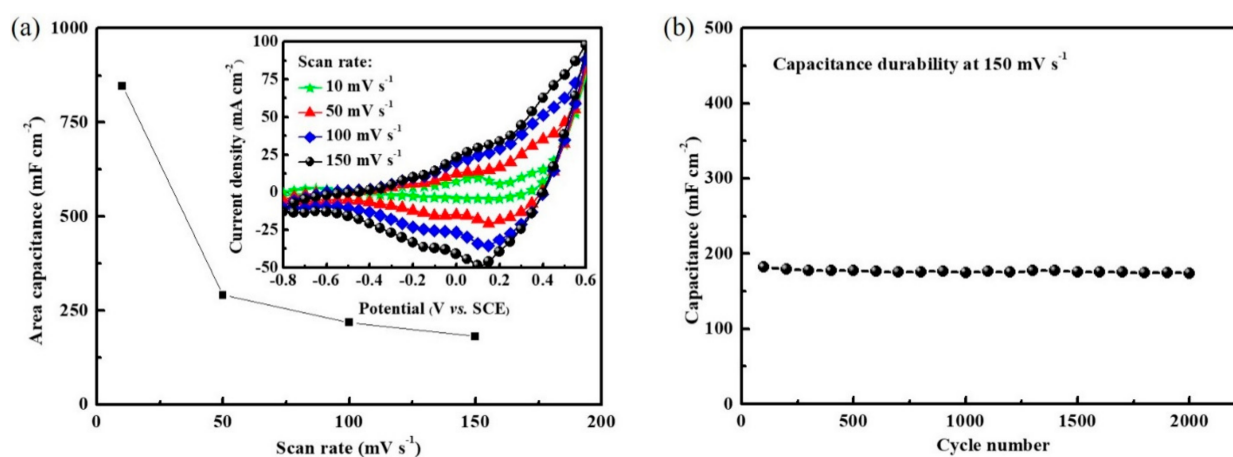 (a)
Area capacitance (mF cm⁻²)
1000
750
500
250
0
0 50 100 150 200
Scan rate (mV s⁻¹)
Current density (mA cm⁻²)
100
75
50
25
0
-25
-50
Scan rate:
10 mV s⁻¹
50 mV s⁻¹
100 mV s⁻¹
150 mV s⁻¹
-0.8 -0.6 -0.4 -0.2 0.0 0.2 0.4 0.6
Potential (V vs. SCE)
(b)
Capacitance (mF cm⁻²)
500
400
300
200
100
0
Capacitance durability at 150 mV s⁻¹
0 500 1000 1500 2000
Cycle number